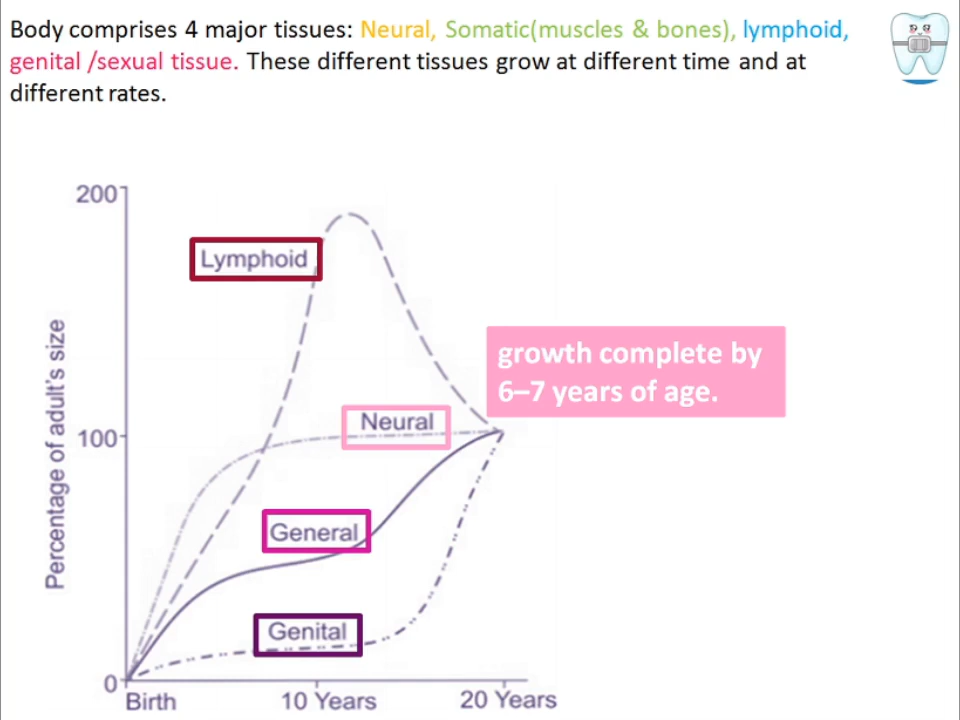 Body comprises 4 major tissues: Neural, Somatic(muscles & bones), lymphoid,
genital /sexual tissue. These different tissues grow at different time and at
different rates.
200
Lymphoid
growth complete by
6–7 years of age.
Neural
100
Percentage of adult's size
General
Genital
0
Birth
10 Years
20 Years